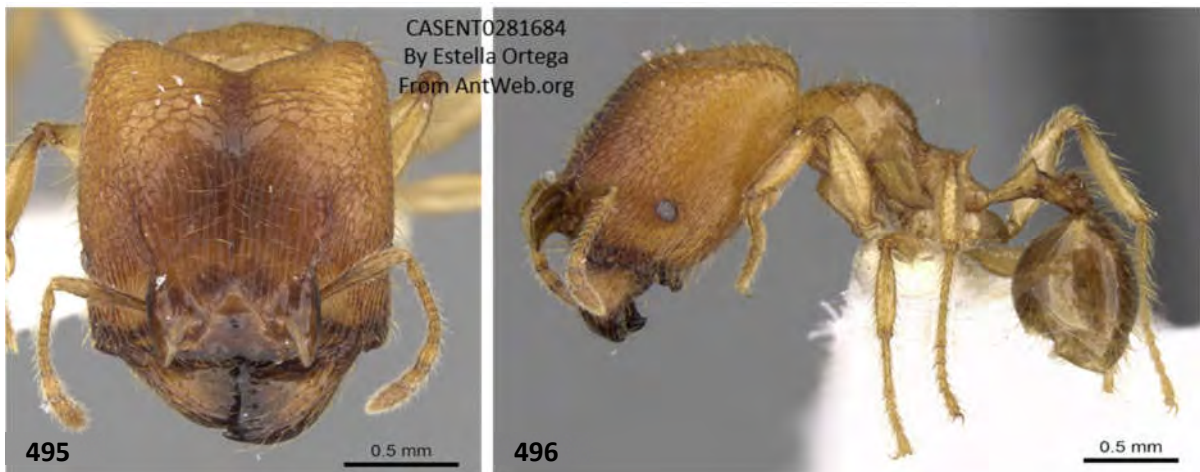 CASENT0281684
By Estella Ortega
From AntWeb.org
495
0.5 mm
496
0.5 mm